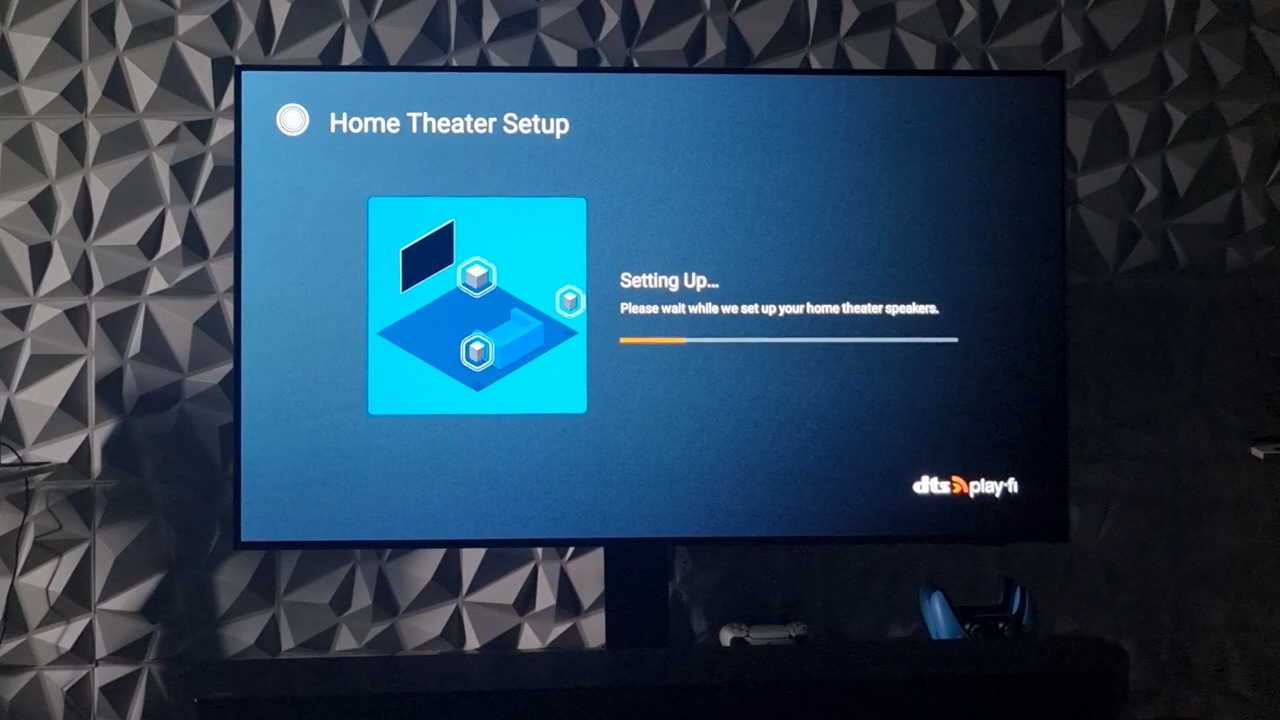 Home Theater Setup
Setting Up...
Please wait while we set up your home theater speakers.
dts play-fi